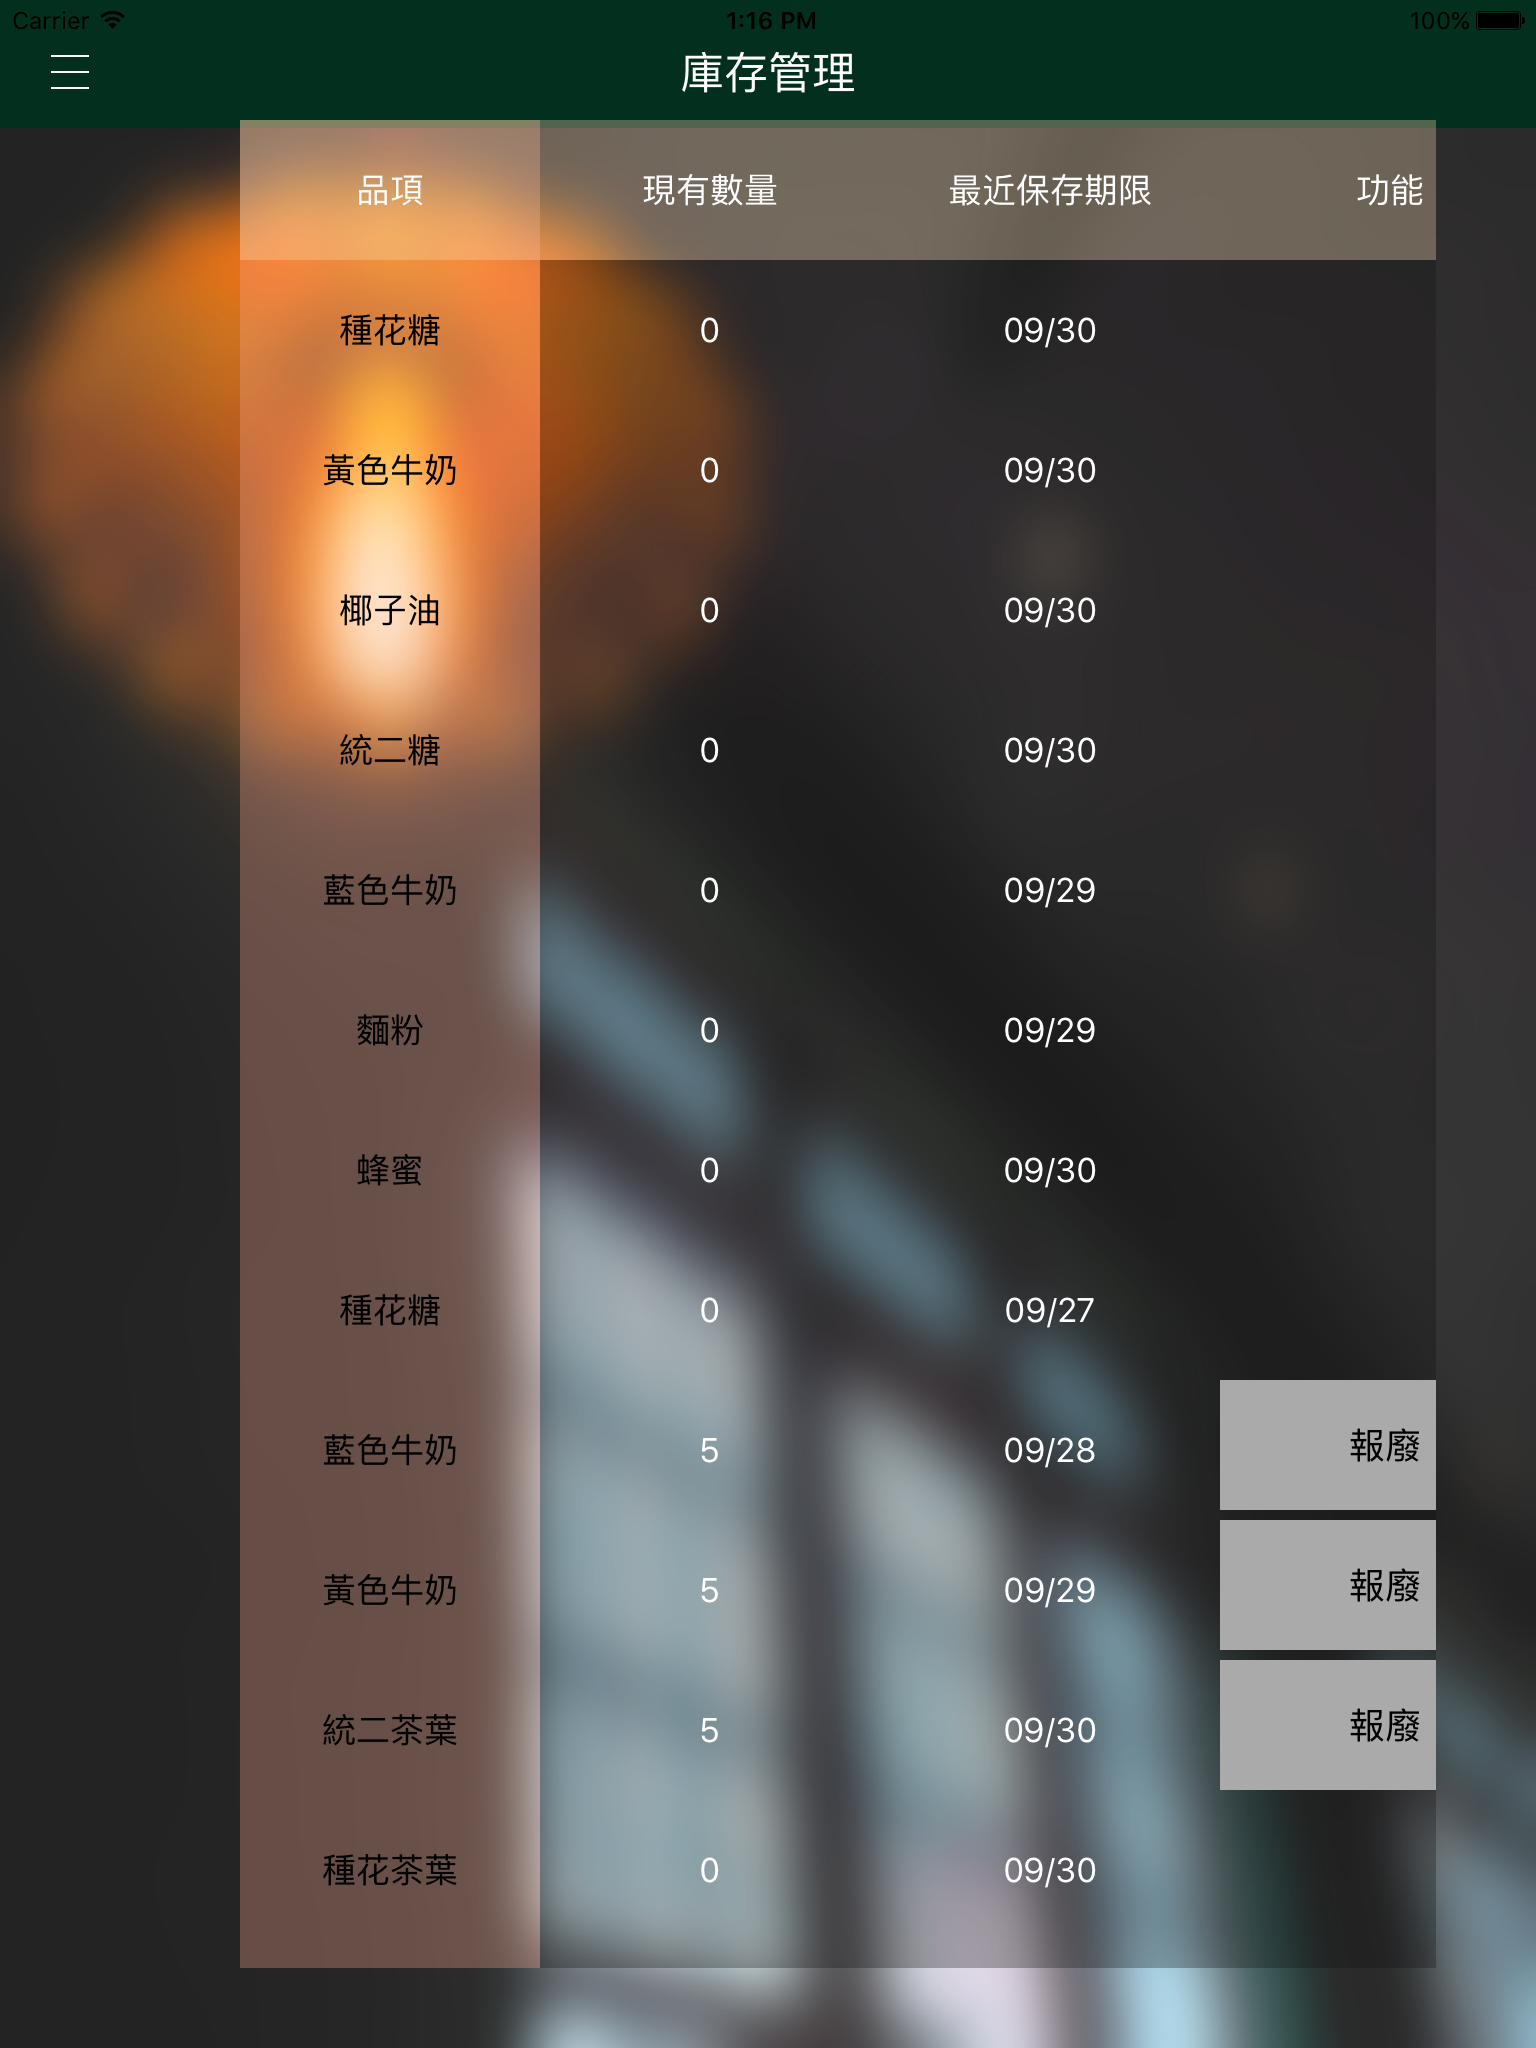 Carrier 1:16 PM 100%
庫存管理
品項 現有數量 最近保存期限 功能
種花糖 0 09/30
黃色牛奶 0 09/30
椰子油 0 09/30
統二糖 0 09/30
藍色牛奶 0 09/29
麵粉 0 09/29
蜂蜜 0 09/30
種花糖 0 09/27
藍色牛奶 5 09/28 報廢
黃色牛奶 5 09/29 報廢
統二茶葉 5 09/30 報廢
種花茶葉 0 09/30